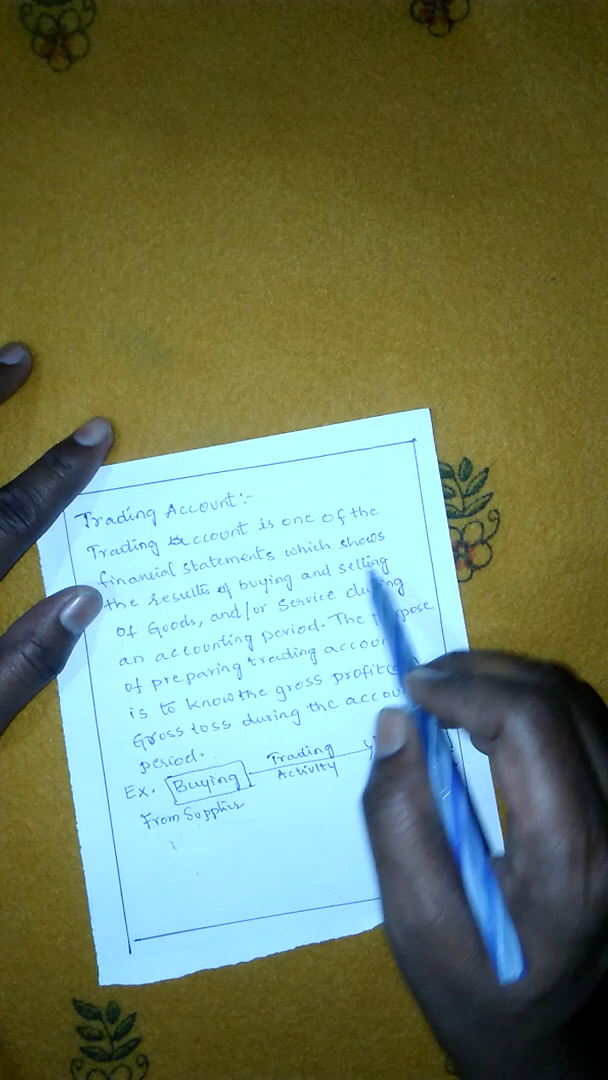 Trading Account:-
Trading account is one of the
financial statements which shows
the results of buying and selling
of Goods, and/or Service during
an accounting period. The purpose
of preparing trading account
is to know the gross profit
Gross loss during the
period.
Ex. Buying Trading
Activity
From Supplies